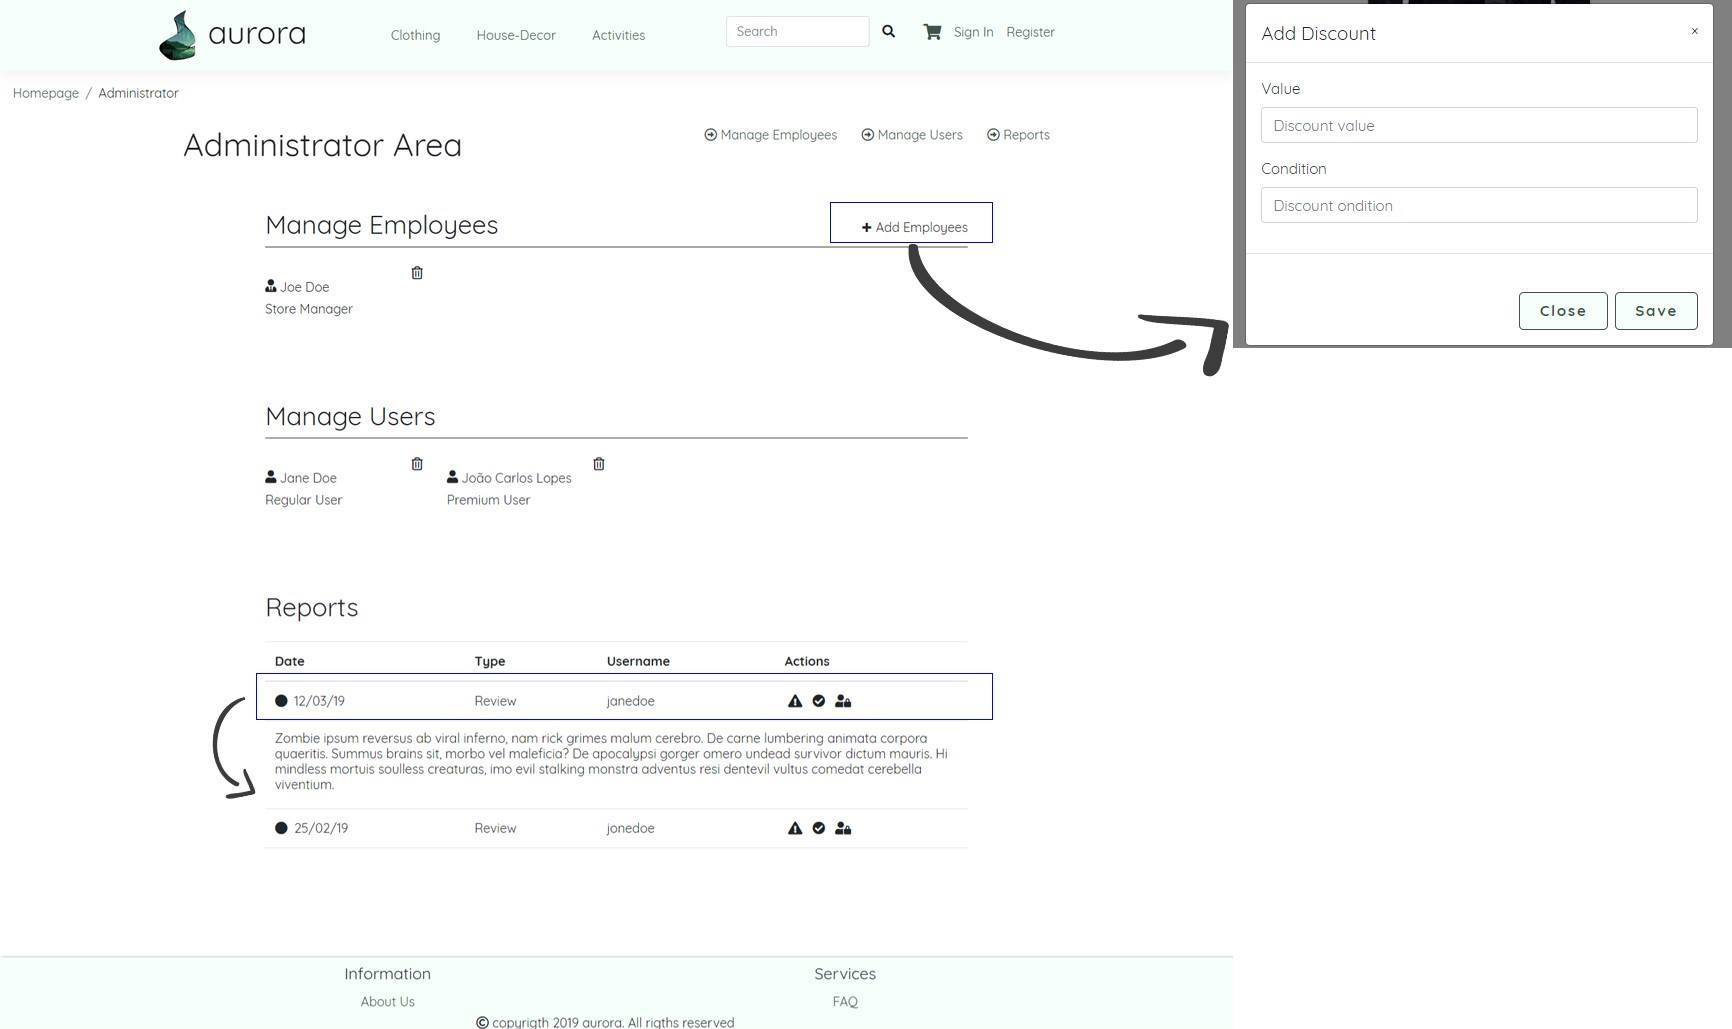 aurora
Clothing House-Decor Activities
Search
Sign In Register
Homepage / Administrator
Administrator Area
Manage Employees Manage Users Reports
Manage Employees
+ Add Employees
Joe Doe
Store Manager
Manage Users
Jane Doe
Regular User
João Carlos Lopes
Premium User
Reports
Date Type Username Actions
12/03/19 Review janedoe
Zombie ipsum reversus ab viral inferno, nam rick grimes malum cerebro. De carne lumbering animata corpora
quaeritis. Summus brains sit, morbo vel maleficia? De apocalypsi gorger omero undead survivor dictum mauris. Hi
mindless mortuis soulless creaturas, imo evil stalking monstra adventus resi dentevil vultus comedat cerebella
viventium.
25/02/19 Review jonedoe
Information
About Us
Services
FAQ
© copyrigth 2019 aurora. All rigths reserved
Add Discount ×
Value
Discount value
Condition
Discount ondition
Close Save